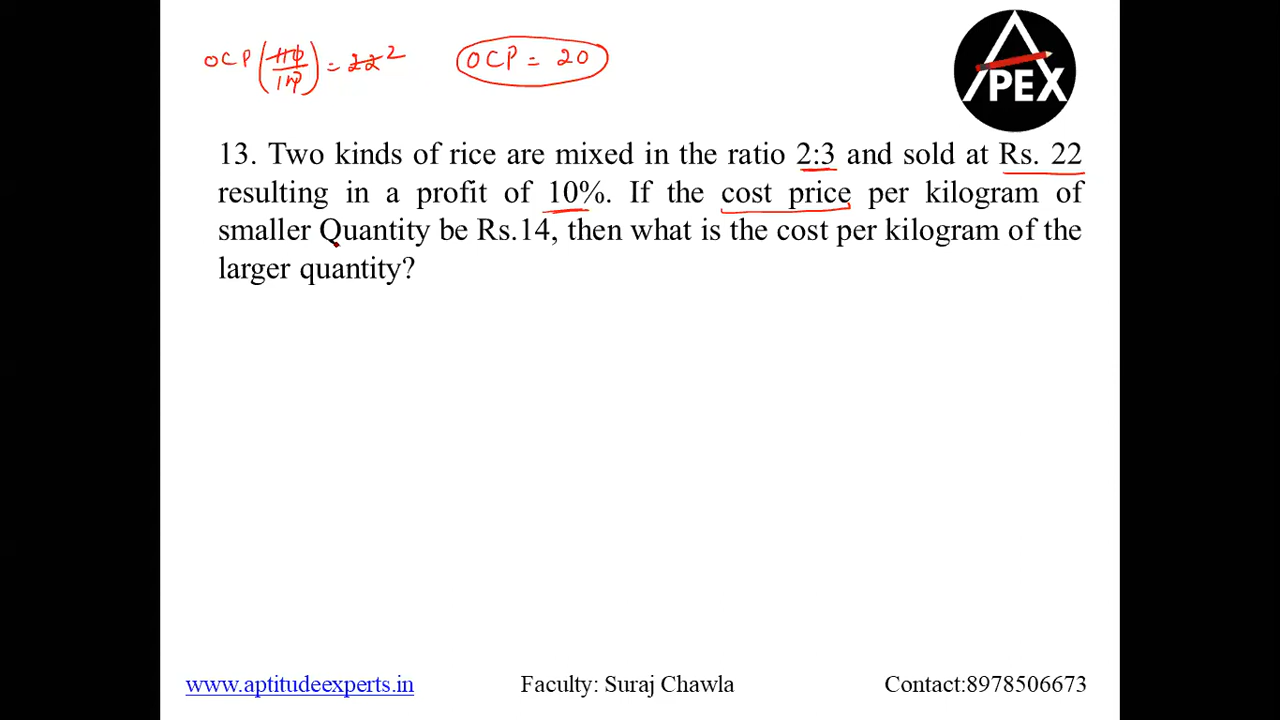 OCP (110/100) = 22 2 OCP = 20
APEX
13. Two kinds of rice are mixed in the ratio 2:3 and sold at Rs. 22
resulting in a profit of 10%. If the cost price per kilogram of
smaller Quantity be Rs.14, then what is the cost per kilogram of the
larger quantity?
www.aptitudeexperts.in Faculty: Suraj Chawla Contact:8978506673